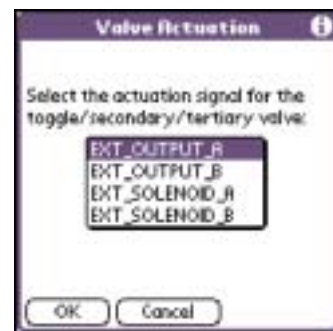 Valve Actuation
Select the actuation signal for the
toggle/secondary/tertiary valve:
EXT_OUTPUT_A
EXT_OUTPUT_B
EXT_SOLENOID_A
EXT_SOLENOID_B
OK Cancel